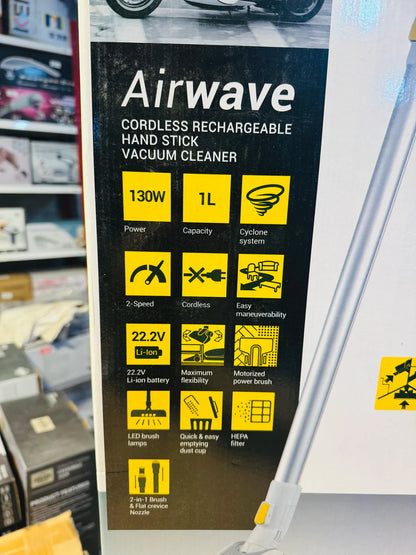 Airwave
CORDLESS RECHARGEABLE
HAND STICK
VACUUM CLEANER
130W
1L
Power
Capacity
Cyclone
system
2-Speed
Cordless
Easy
maneuverability
22.2V
Li-Ion
22.2V
Li-ion battery
Maximum
flexibility
Motorized
power brush
LED brush
lamps
Quick & easy
emptying
dust cup
HEPA
filter
2-in-1 Brush
& Flat crevice
Nozzle